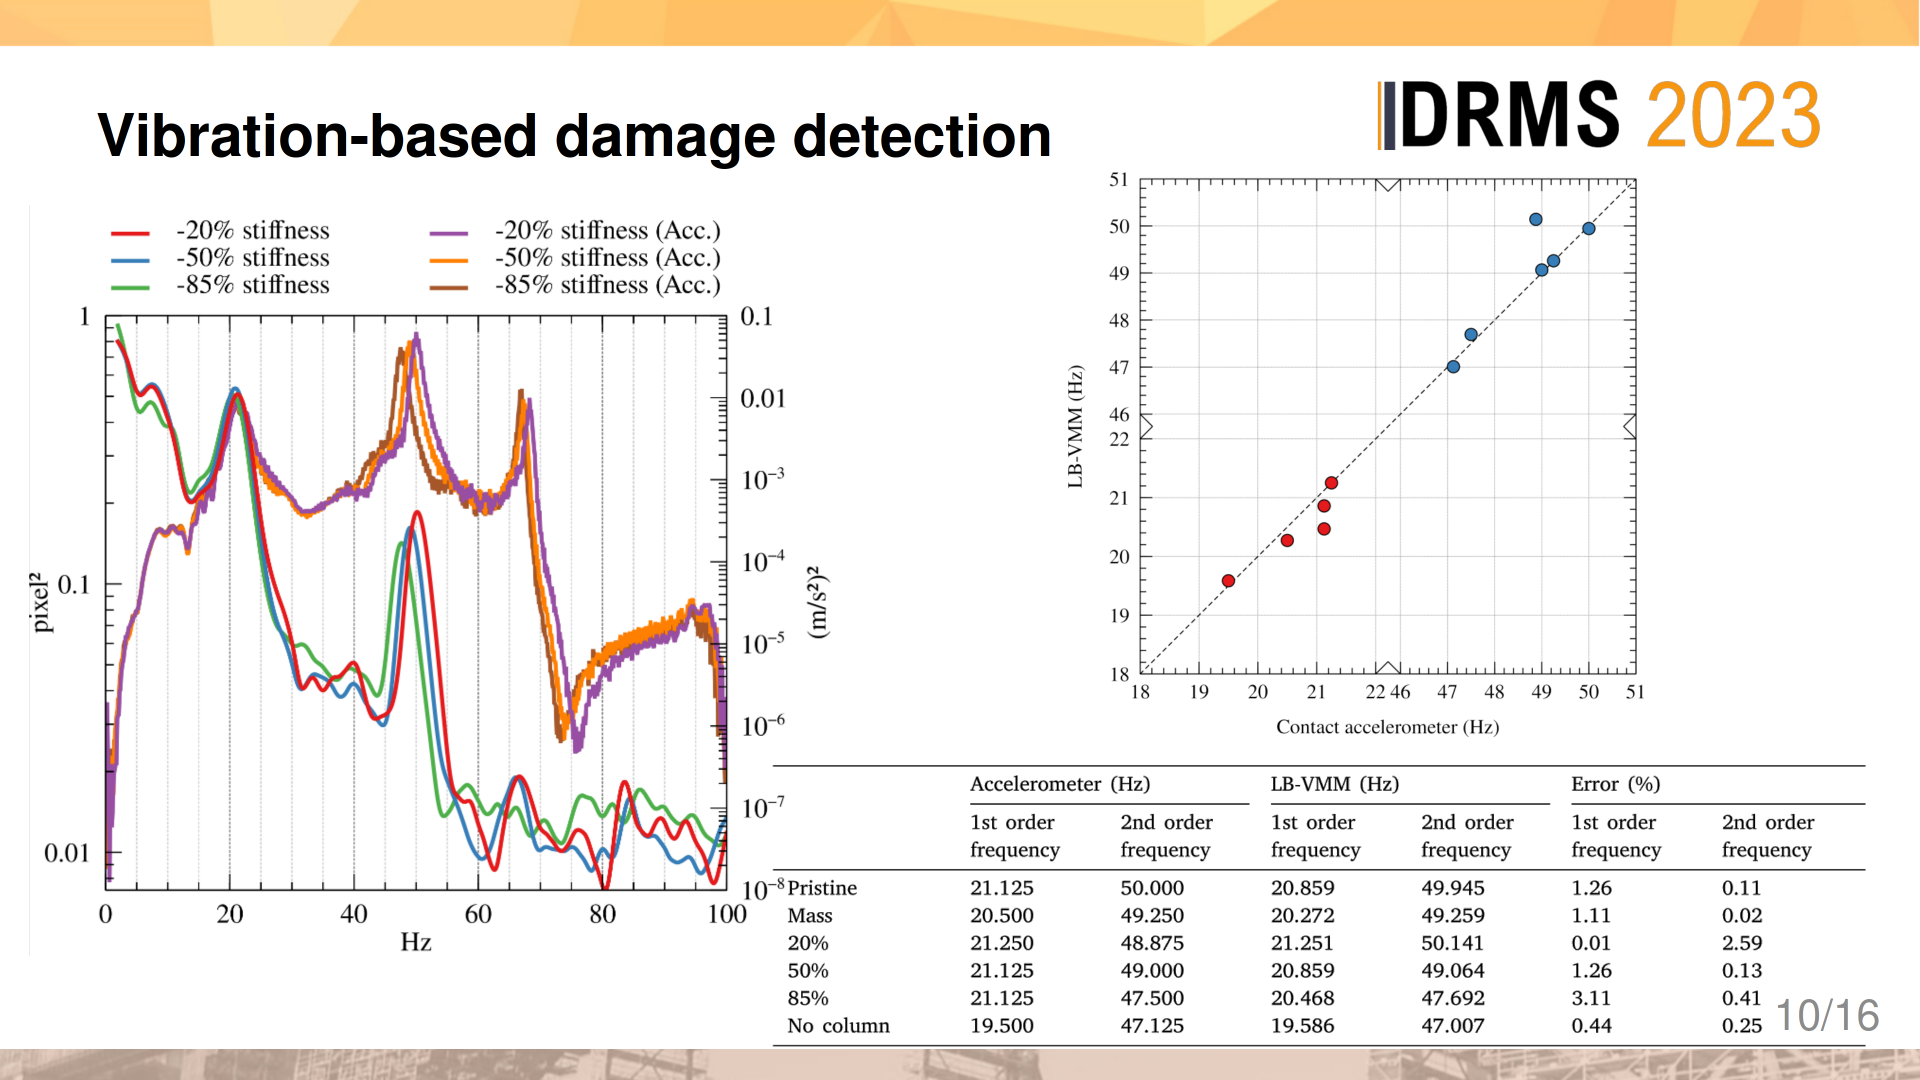 Vibration-based damage detection
DRMS 2023
-20% stiffness
-50% stiffness
-85% stiffness
-20% stiffness (Acc.)
-50% stiffness (Acc.)
-85% stiffness (Acc.)
1
0.1
0.01
pixel²
0.1
0.01
10⁻³
10⁻⁴
10⁻⁵
10⁻⁶
10⁻⁷
10⁻⁸
(m/s²)²
0 20 40 60 80 100
Hz
51
50
49
48
47
46
22
21
20
19
18
LB-VMM (Hz)
18 19 20 21 22 46 47 48 49 50 51
Contact accelerometer (Hz)
Accelerometer (Hz) LB-VMM (Hz) Error (%)
1st order 2nd order 1st order 2nd order 1st order 2nd order
frequency frequency frequency frequency frequency frequency
Pristine 21.125 50.000 20.859 49.945 1.26 0.11
Mass 20.500 49.250 20.272 49.259 1.11 0.02
20% 21.250 48.875 21.251 50.141 0.01 2.59
50% 21.125 49.000 20.859 49.064 1.26 0.13
85% 21.125 47.500 20.468 47.692 3.11 0.41
No column 19.500 47.125 19.586 47.007 0.44 0.25
10/16